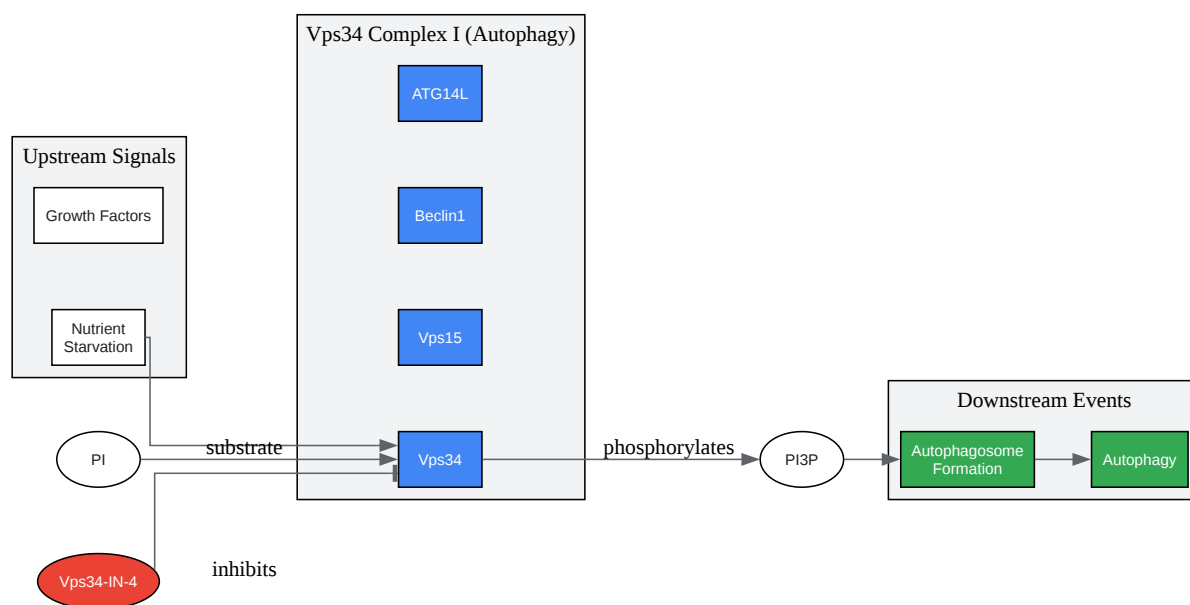 Vps34 Complex I (Autophagy)
ATG14L
Upstream Signals
Growth Factors
Beclin1
Nutrient
Starvation
Vps15
Downstream Events
PI
substrate
Vps34
phosphorylates
PI3P
Autophagosome
Formation
Autophagy
Vps34-IN-4
inhibits